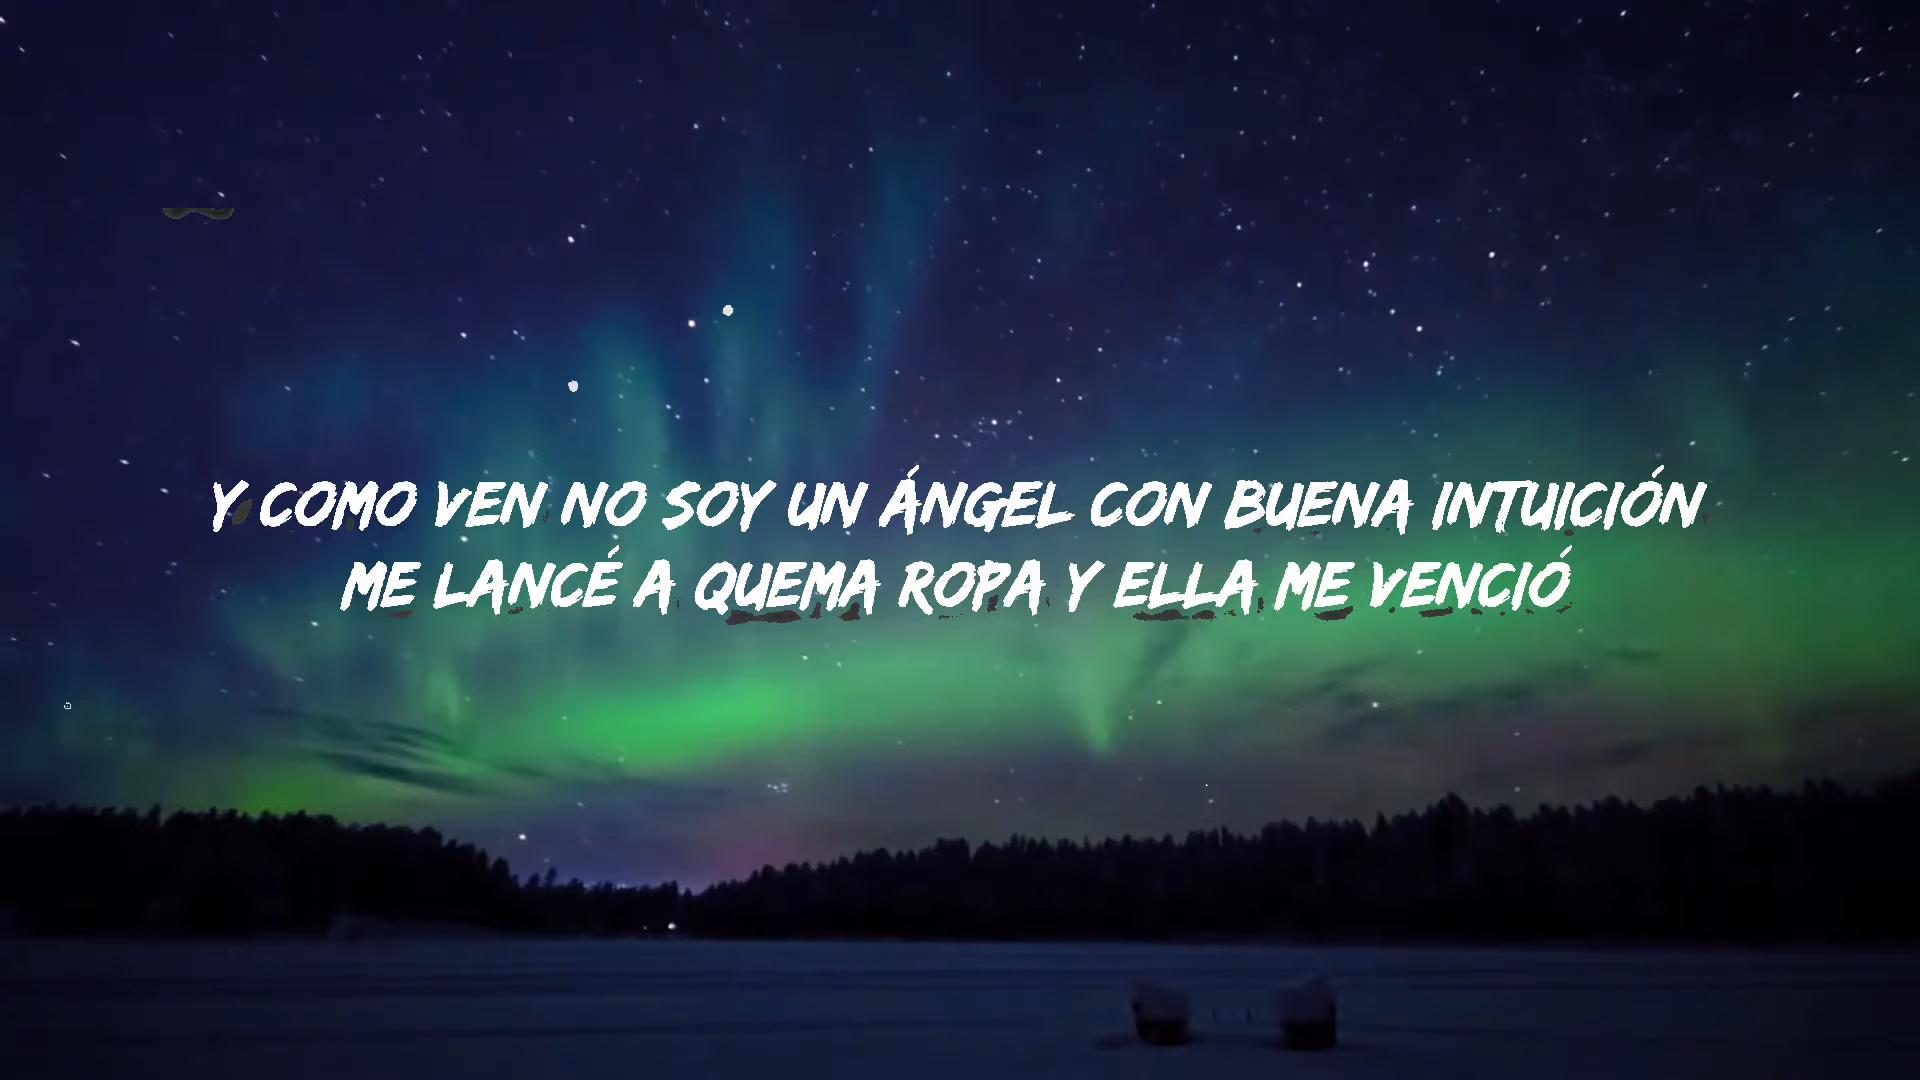 Y COMO VEN NO SOY UN ÁNGEL CON BUENA INTUICIÓN
ME LANCÉ A QUEMA ROPA Y ELLA ME VENCIÓ